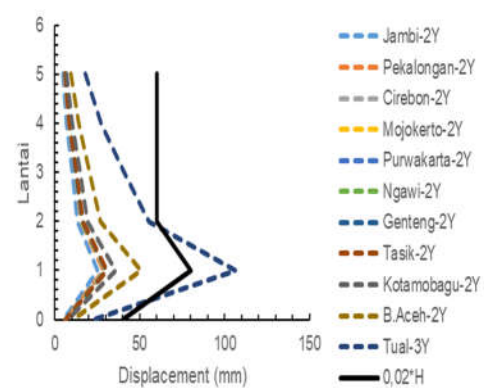 6
5
4
3
2
1
0
Lantai
0
50
100
150
Displacement (mm)
Jambi-2Y
Pekalongan-2Y
Cirebon-2Y
Mojokerto-2Y
Purwakarta-2Y
Ngawi-2Y
Genteng-2Y
Tasik-2Y
Kotamobagu-2Y
B.Aceh-2Y
Tual-3Y
0,02*H